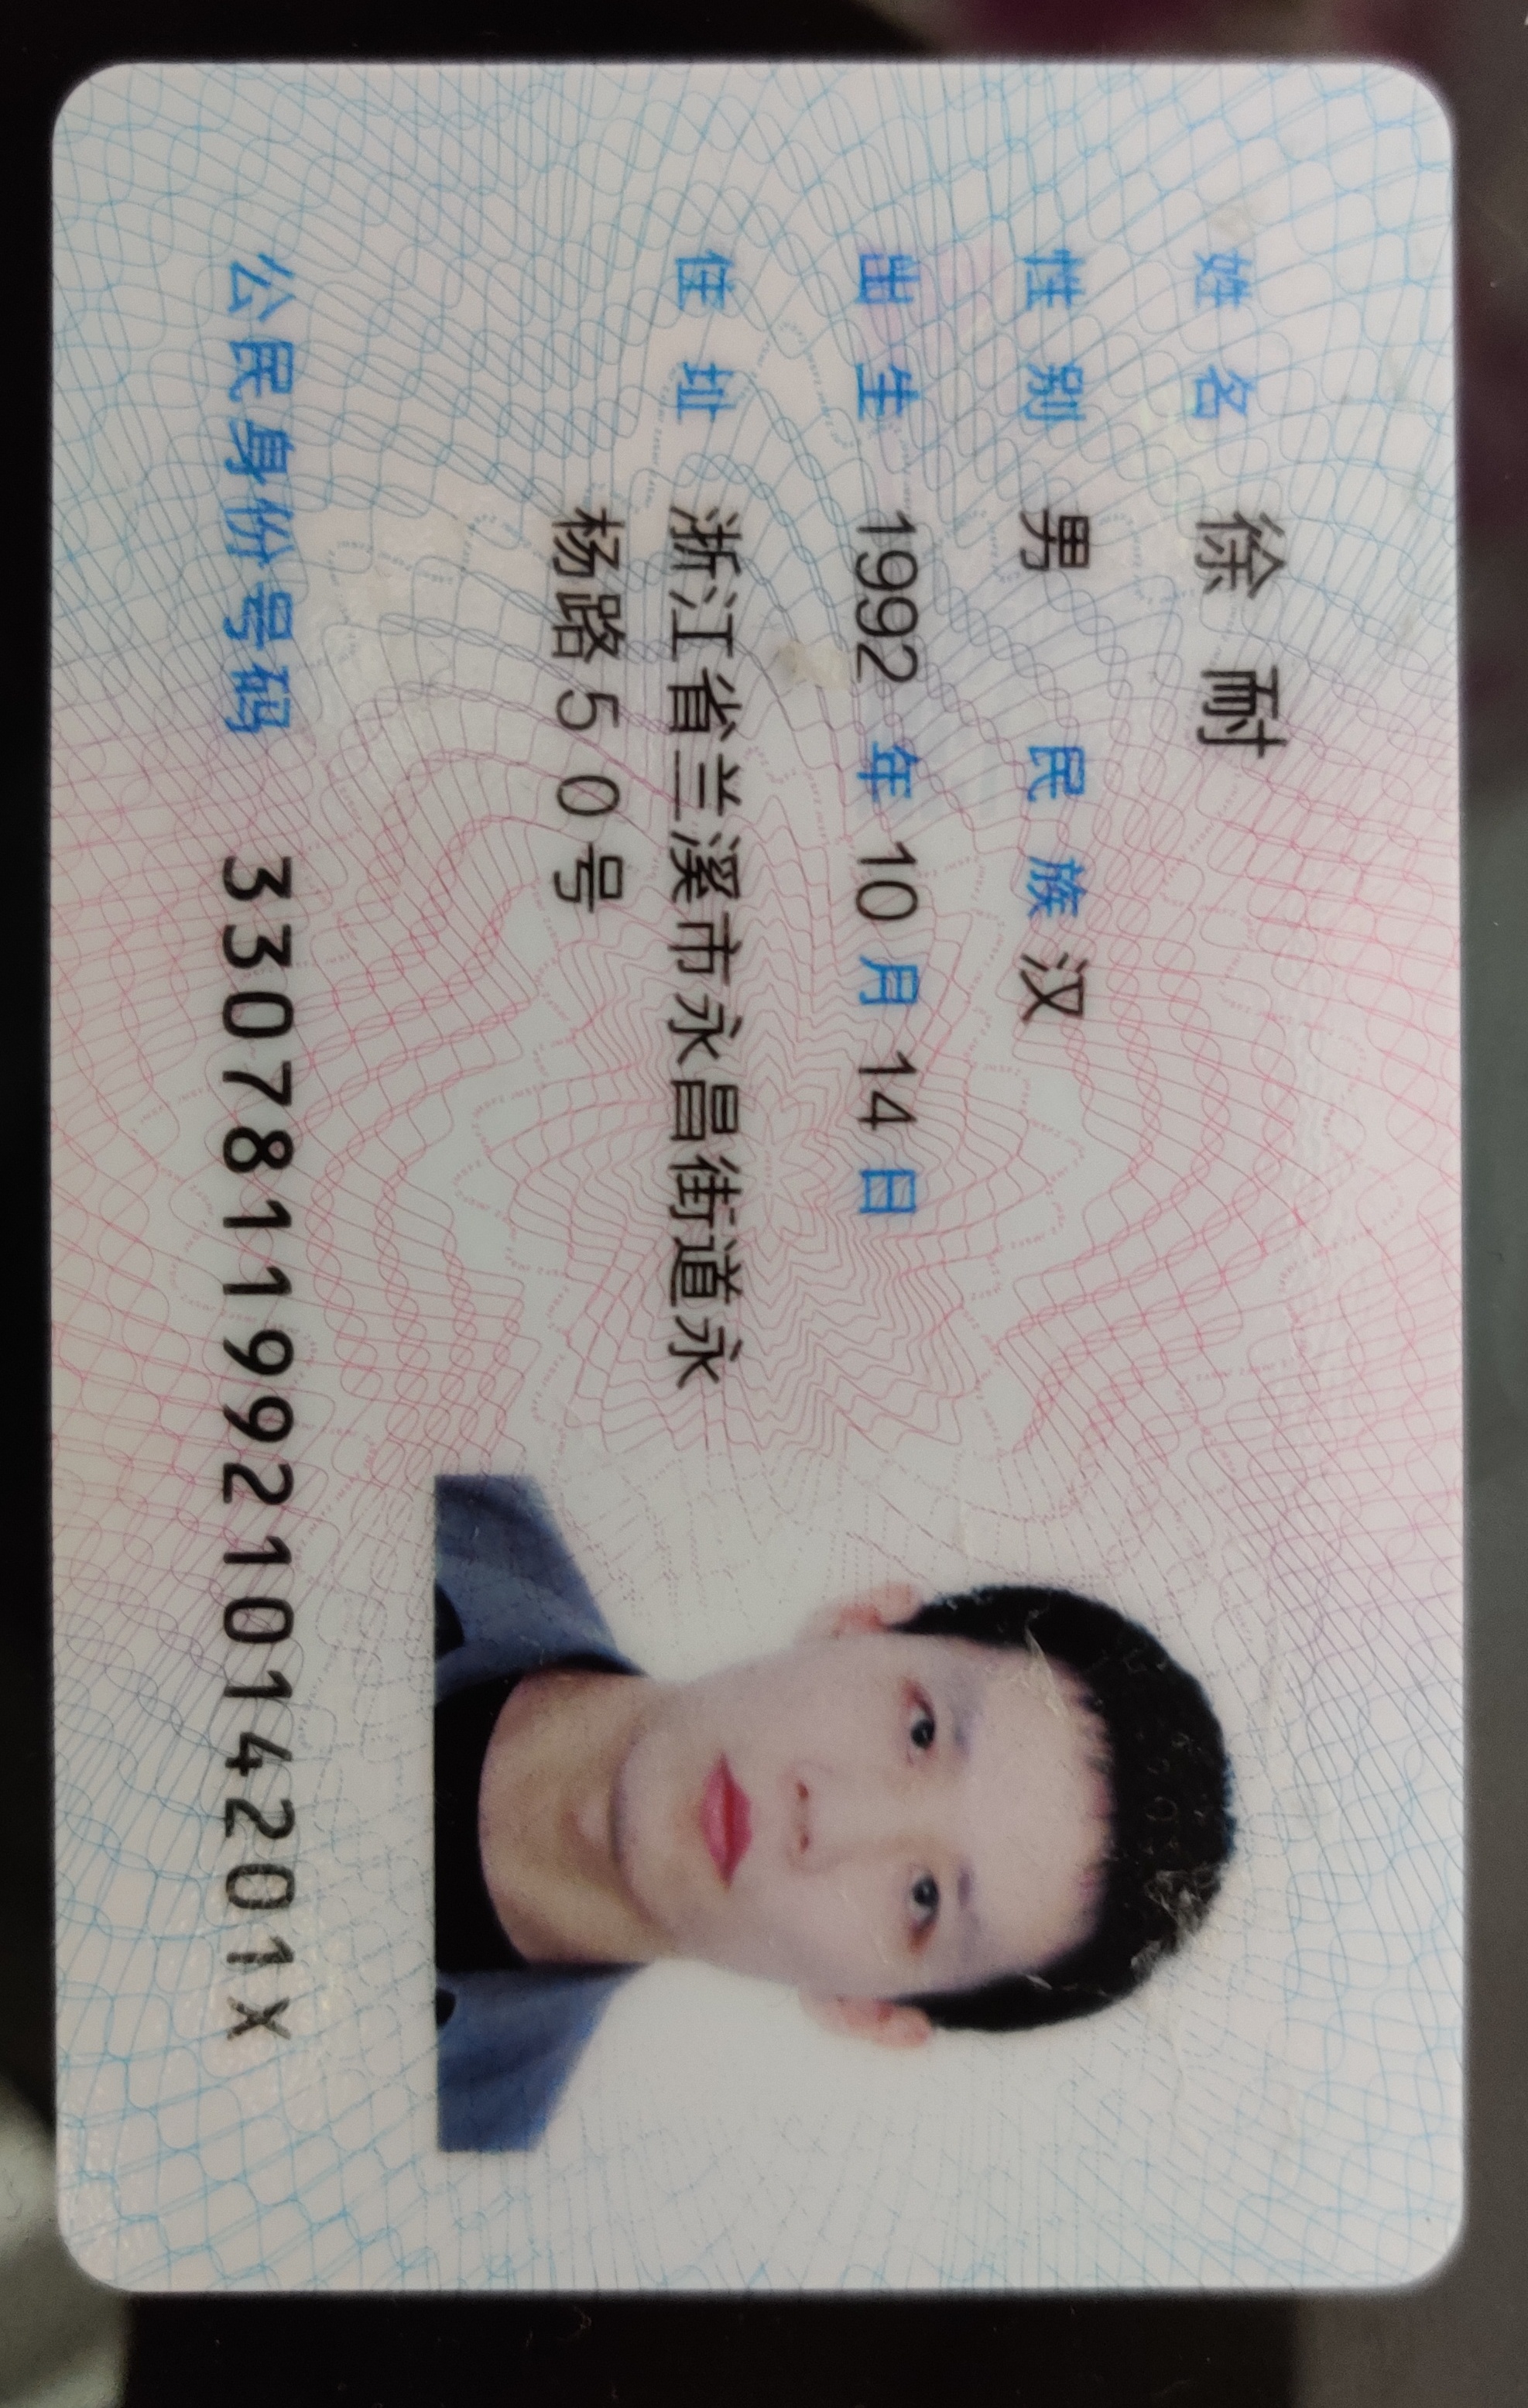 姓名 徐耐
性别 男 民族 汉
出生 1992 年 10 月 14 日
住址 浙江省兰溪市永昌街道永
杨路50号
公民身份号码 33078119921014201X